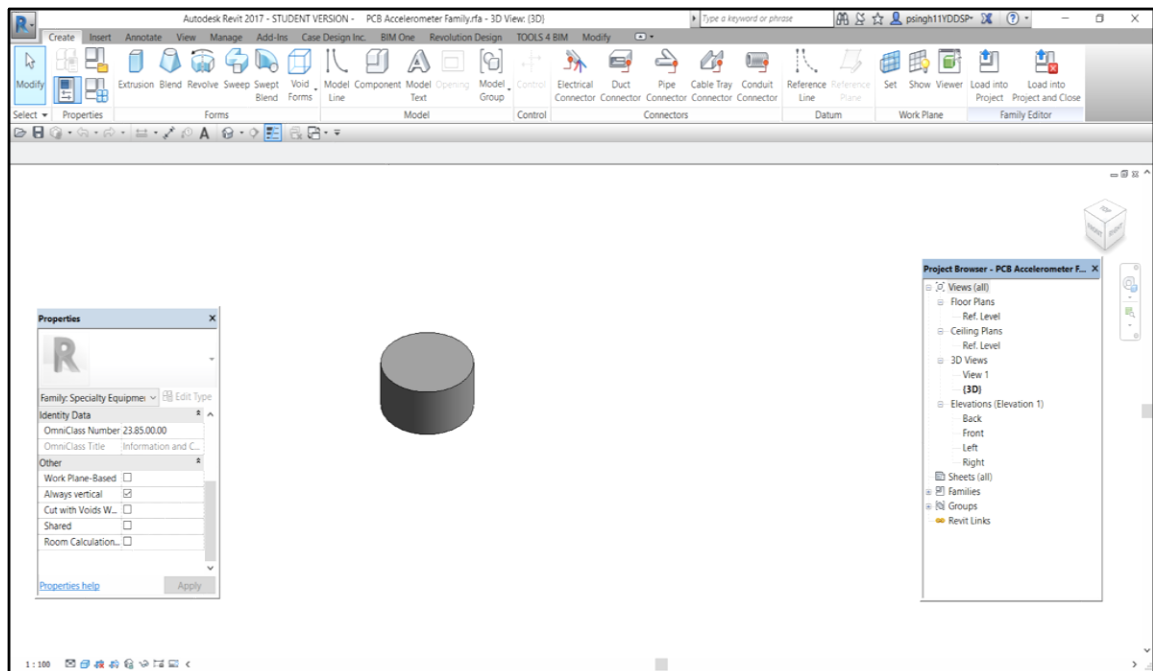 Autodesk Revit 2017 - STUDENT VERSION - PCB Accelerometer Family.rfa - 3D View: {3D}
Type a keyword or phrase
psingh11YDDSP
Create Insert Annotate View Manage Add-Ins Case Design Inc. BIM One Revolution Design TOOLS 4 BIM Modify
Modify
Extrusion Blend Revolve Sweep Swept Blend Void Forms
Model Line Component Model Text Opening Model Group
Control
Electrical Connector Duct Connector Pipe Connector Cable Tray Connector Conduit Connector
Reference Line Reference Plane
Set Show Viewer
Load into Project Load into Project and Close
Select Properties Forms Model Control Connectors Datum Work Plane Family Editor
TOP
FRONT
RIGHT
Properties
R
Family: Specialty Equipme
Edit Type
Identity Data
OmniClass Number 23.85.00.00
OmniClass Title Information and C...
Other
Work Plane-Based
Always vertical
Cut with Voids W...
Shared
Room Calculation...
Properties help Apply
Project Browser - PCB Accelerometer F...
Views (all)
Floor Plans
Ref. Level
Ceiling Plans
Ref. Level
3D Views
View 1
{3D}
Elevations (Elevation 1)
Back
Front
Left
Right
Sheets (all)
Families
Groups
Revit Links
1 : 100